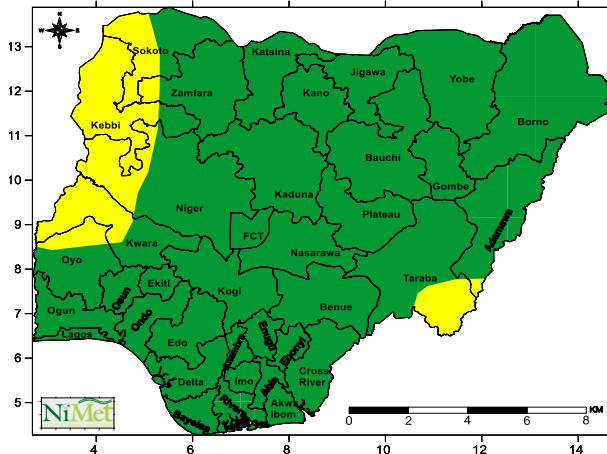 N
W E
S
13
12
11
10
9
8
7
6
5
Sokoto
Katsina
Jigawa
Yobe
Zamfara
Kano
Borno
Kebbi
Bauchi
Gombe
Kaduna
Niger
Plateau
Adamawa
FCT
Kwara
Nasarawa
Oyo
Taraba
Ekiti
Osun
Kogi
Ogun
Ondo
Benue
Lagos
Edo
Anambra
Enugu
Ebonyi
Cross
River
Delta
Imo
Abia
Akwa
Ibom
Rivers
Bayelsa
NiMet
0 2 4 6 8 KM
4 6 8 10 12 14